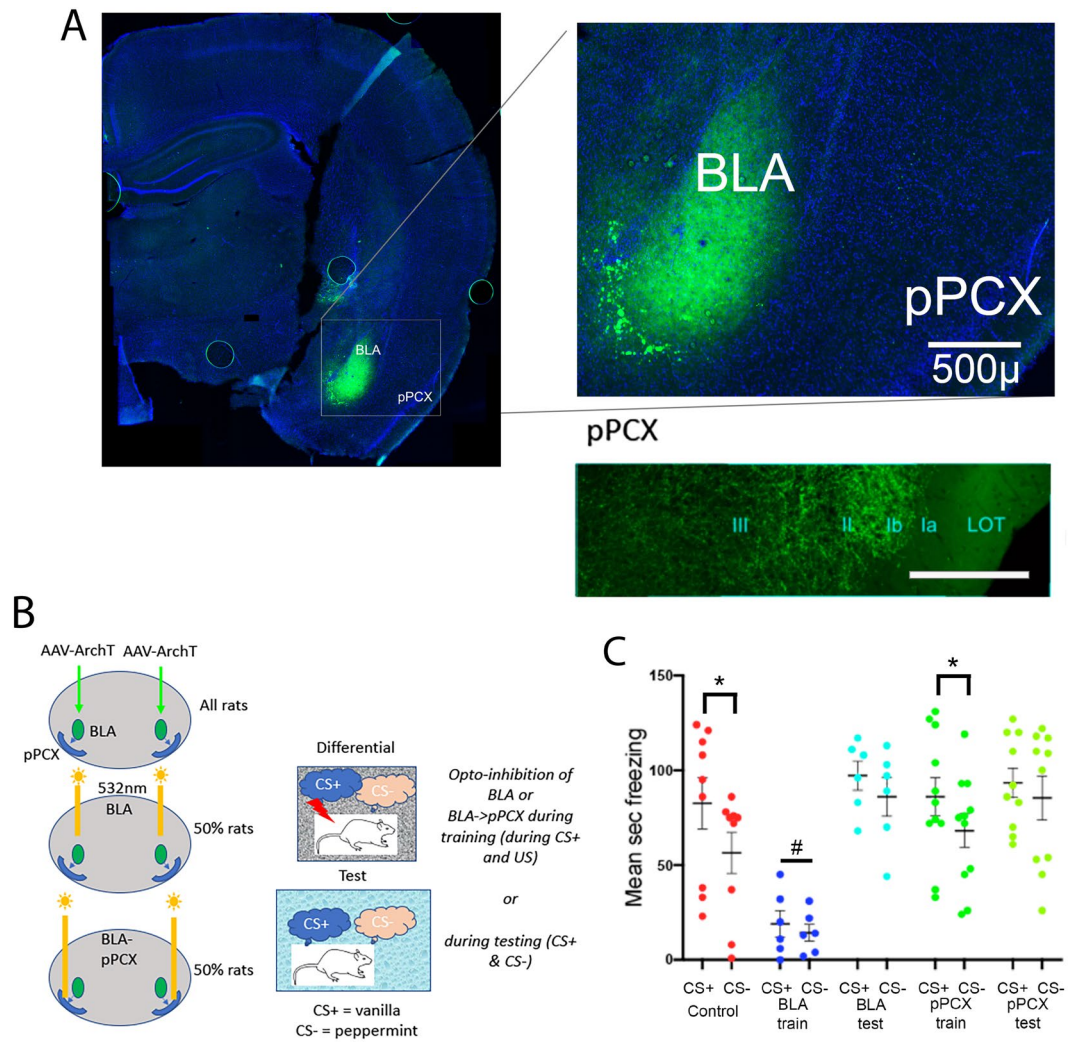 A
BLA
pPCX
BLA
pPCX
500µ
pPCX
III
II
Ib
Ia
LOT
B
AAV-ArchT
AAV-ArchT
BLA
pPCX
All rats
532nm
BLA
50% rats
BLA-
pPCX
50% rats
Differential
CS+
CS-
Test
CS+
CS-
CS+ = vanilla
CS- = peppermint
Opto-inhibition of
BLA or
BLA->pPCX during
training (during CS+
and US)
or
during testing (CS+
& CS-)
C
Mean sec freezing
150
100
50
0
*
#
*
CS+ CS- CS+ CS- CS+ CS- CS+ CS- CS+ CS-
Control
BLA
train
BLA
test
pPCX
train
pPCX
test